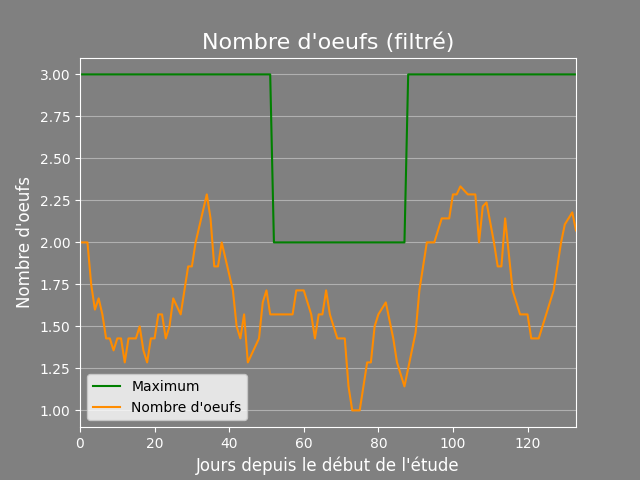 Nombre d'oeufs (filtré)
Nombre d'oeufs
3.00
2.75
2.50
2.25
2.00
1.75
1.50
1.25
1.00
Maximum
Nombre d'oeufs
0 20 40 60 80 100 120
Jours depuis le début de l'étude